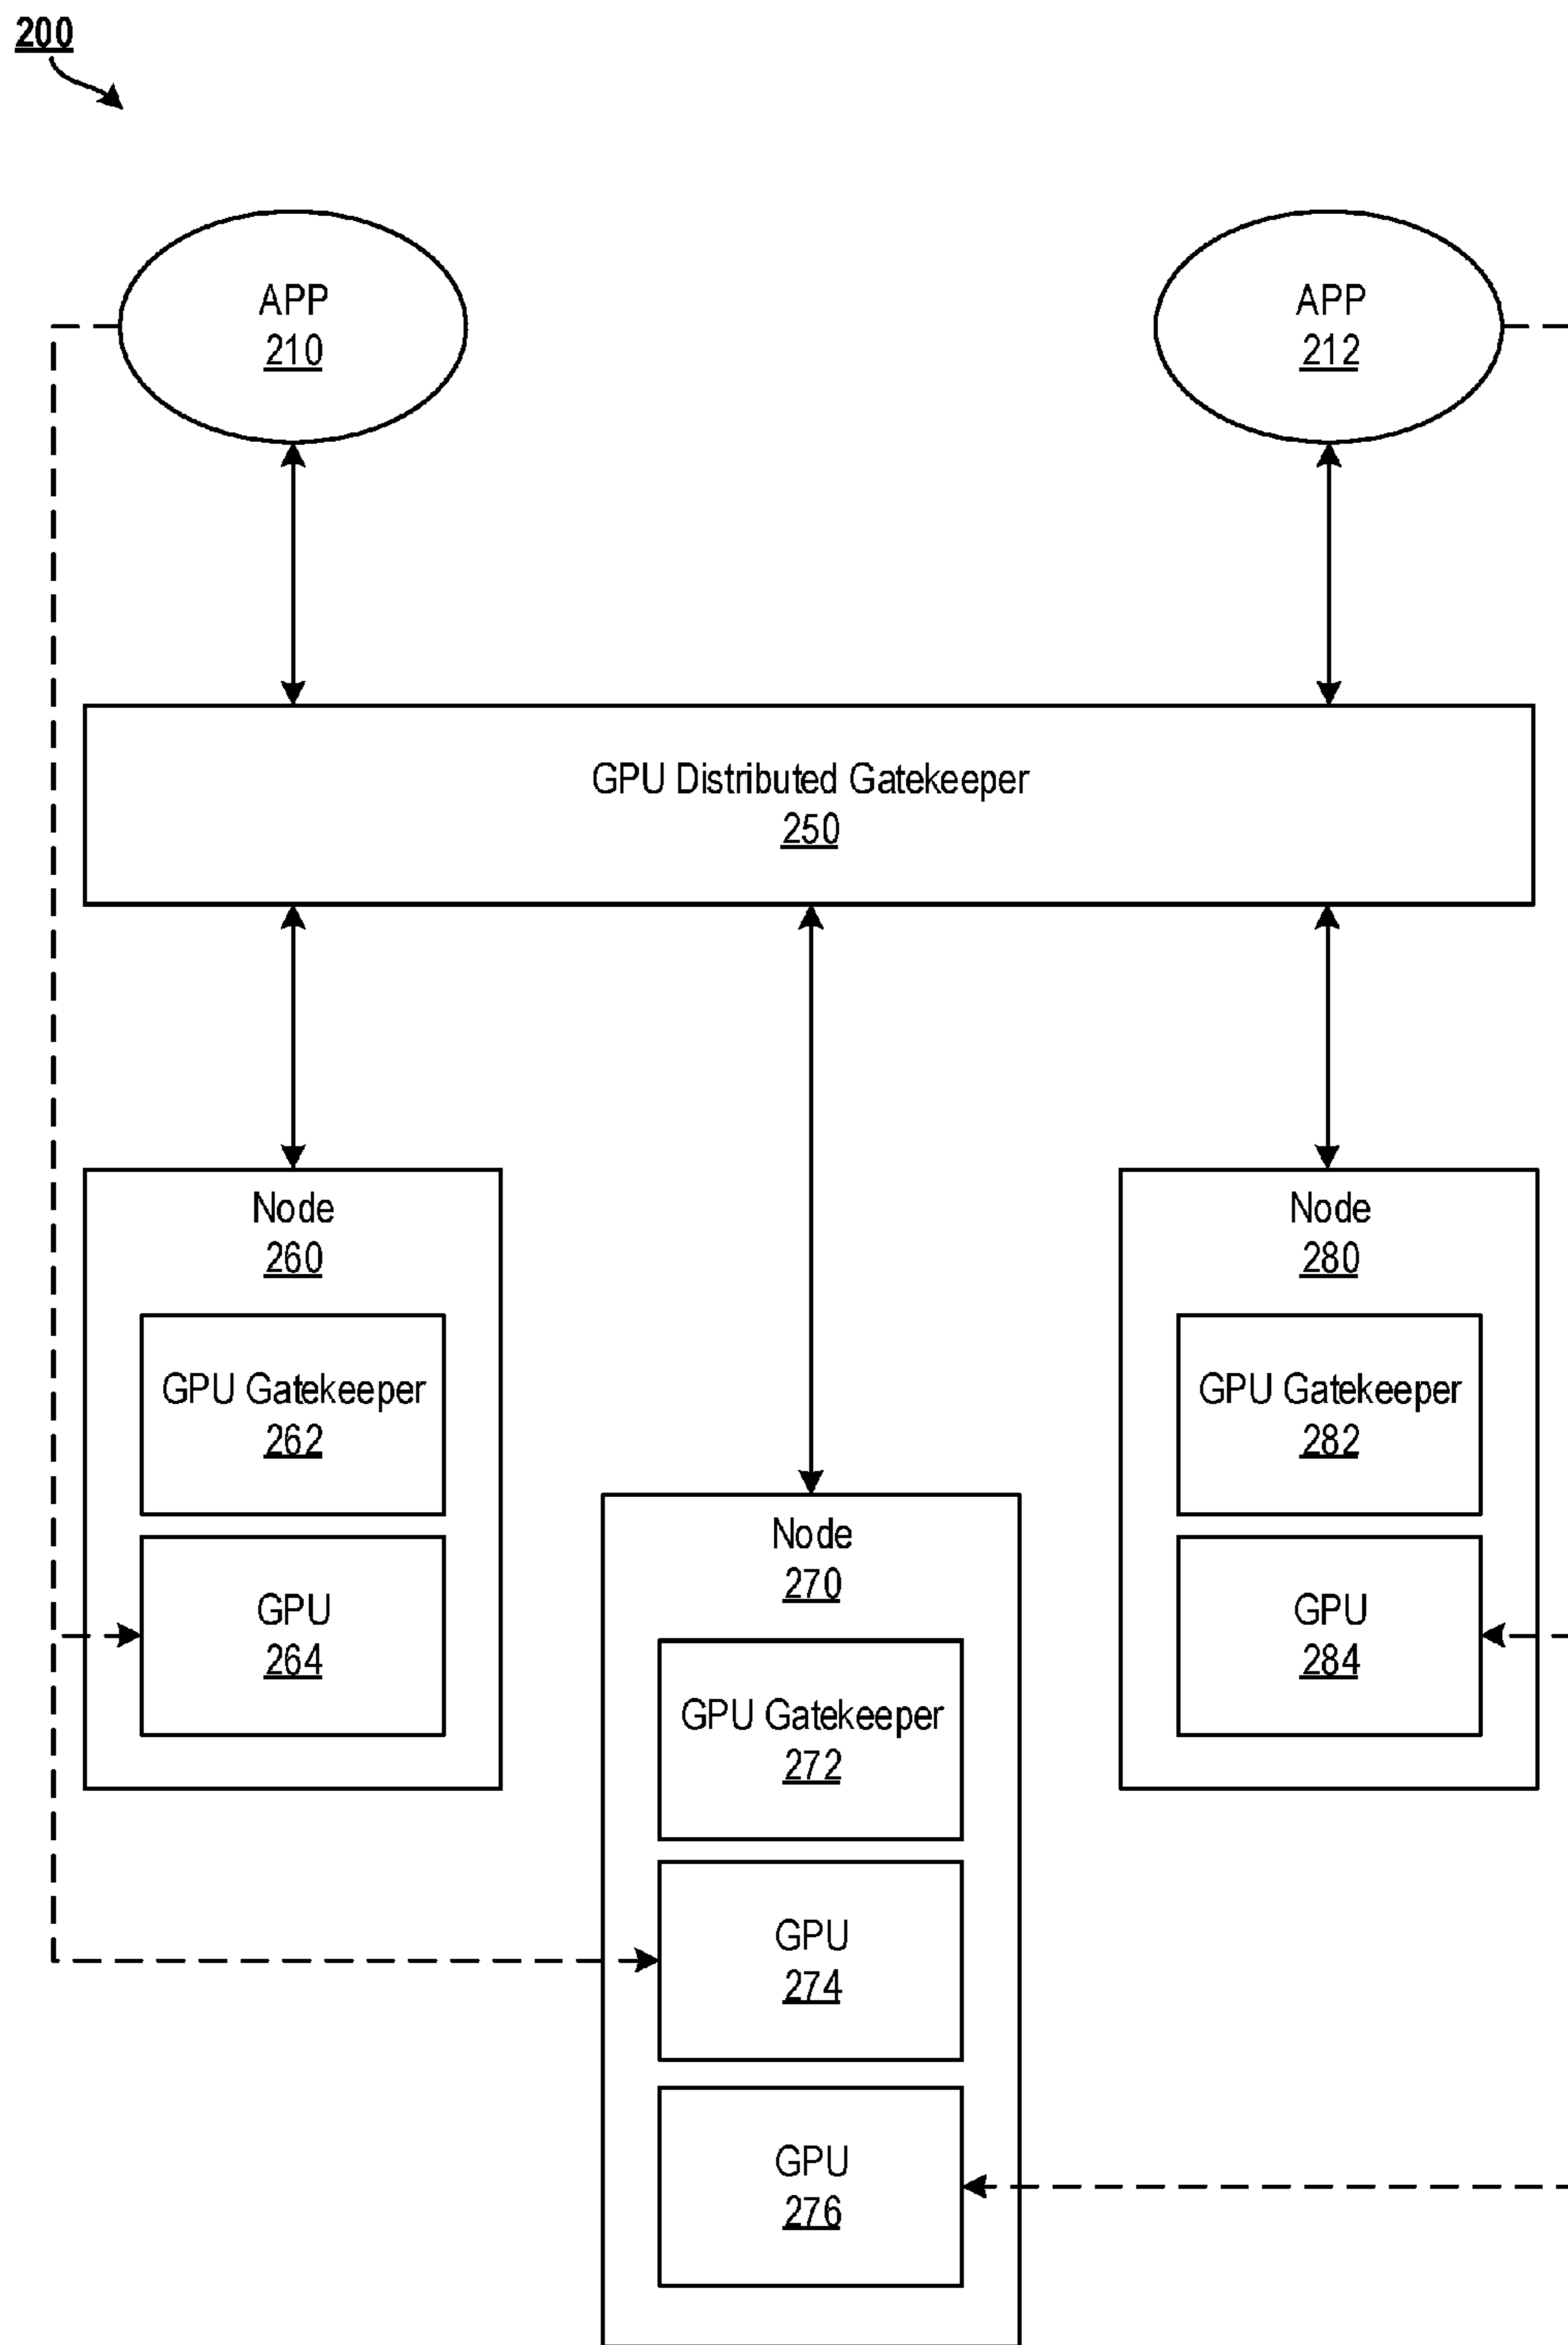 200
APP
210
APP
212
GPU Distributed Gatekeeper
250
Node
260
GPU Gatekeeper
262
GPU
264
Node
270
GPU Gatekeeper
272
GPU
274
GPU
276
Node
280
GPU Gatekeeper
282
GPU
284